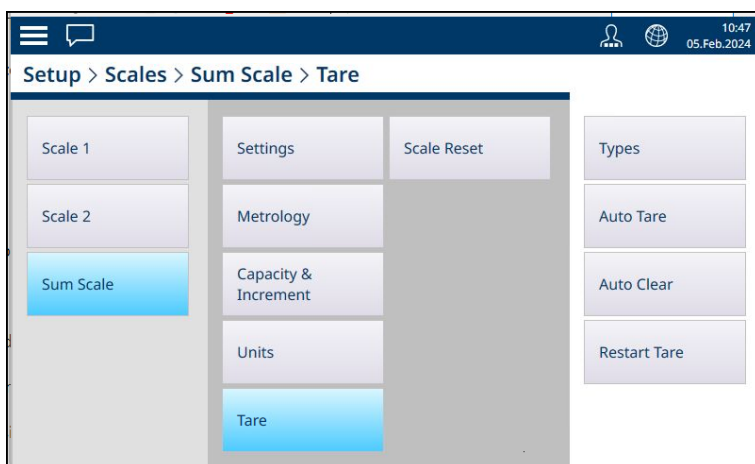 10:47
05.Feb.2024
Setup > Scales > Sum Scale > Tare
Scale 1
Scale 2
Sum Scale
Settings
Metrology
Capacity &
Increment
Units
Tare
Scale Reset
Types
Auto Tare
Auto Clear
Restart Tare